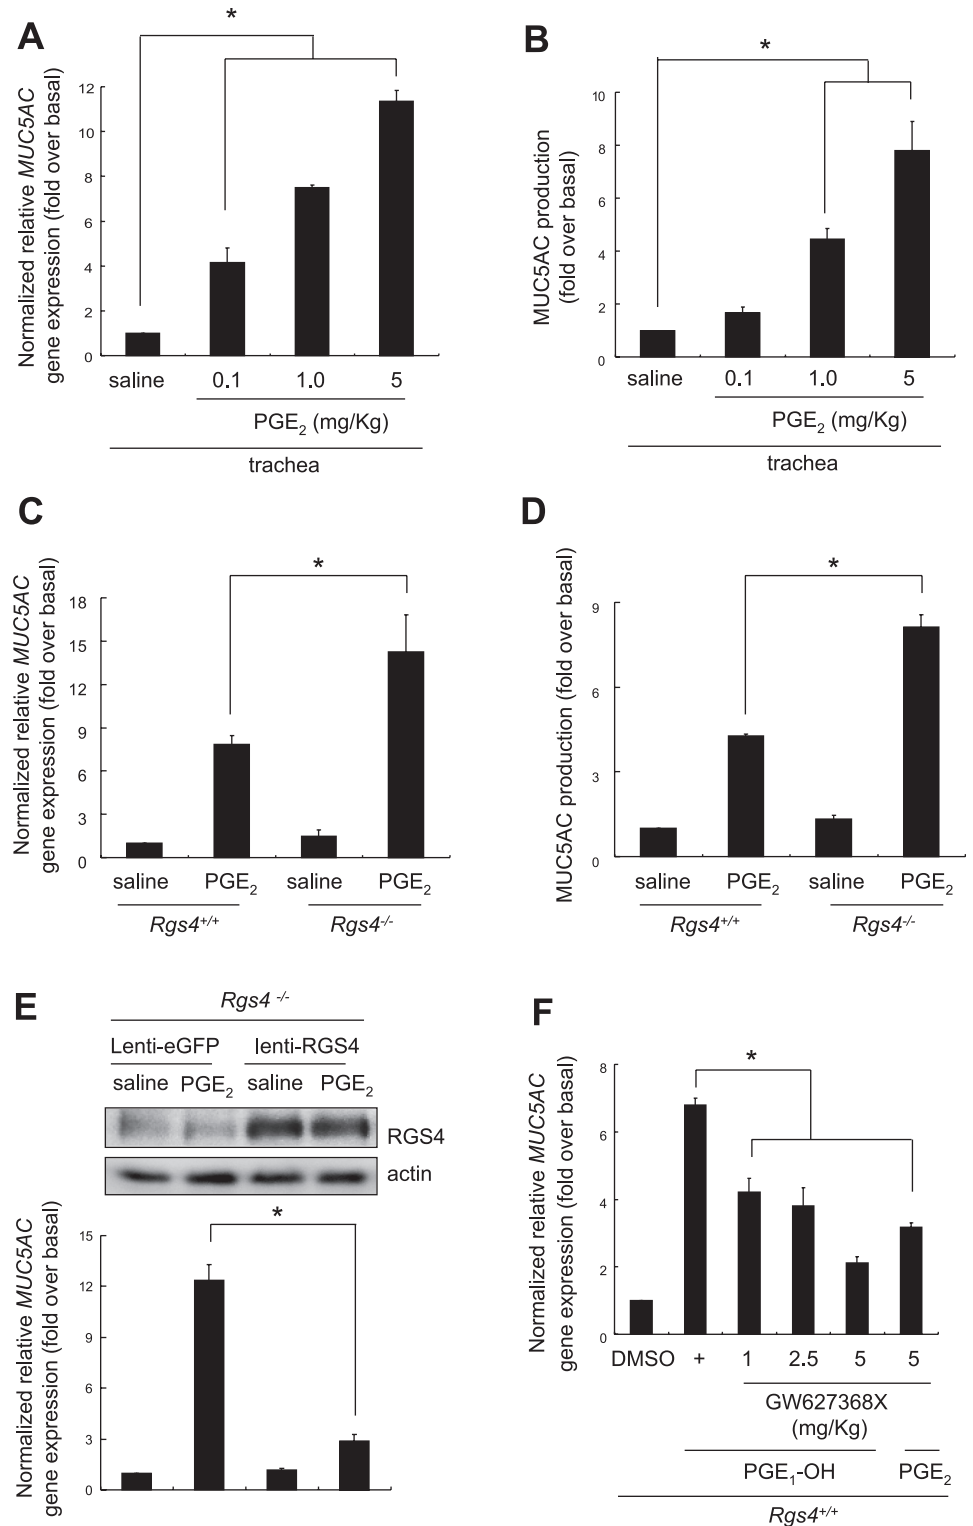 A
*
Normalized relative MUC5AC
gene expression (fold over basal)
12
10
8
6
4
2
0
saline 0.1 1.0 5
PGE2 (mg/Kg)
trachea
B
*
MUC5AC production
(fold over basal)
10
8
6
4
2
0
saline 0.1 1.0 5
PGE2 (mg/Kg)
trachea
C
*
Normalized relative MUC5AC
gene expression (fold over basal)
18
15
12
9
6
3
0
saline PGE2 saline PGE2
Rgs4+/+ Rgs4-/-
D
*
MUC5AC production (fold over basal)
9
6
3
0
saline PGE2 saline PGE2
Rgs4+/+ Rgs4-/-
E
Rgs4 -/-
Lenti-eGFP lenti-RGS4
saline PGE2 saline PGE2
RGS4
actin
*
Normalized relative MUC5AC
gene expression (fold over basal)
15
12
9
6
3
0
F
*
Normalized relative MUC5AC
gene expression (fold over basal)
8
6
4
2
0
DMSO + 1 2.5 5 5
GW627368X
(mg/Kg)
PGE1-OH PGE2
Rgs4+/+